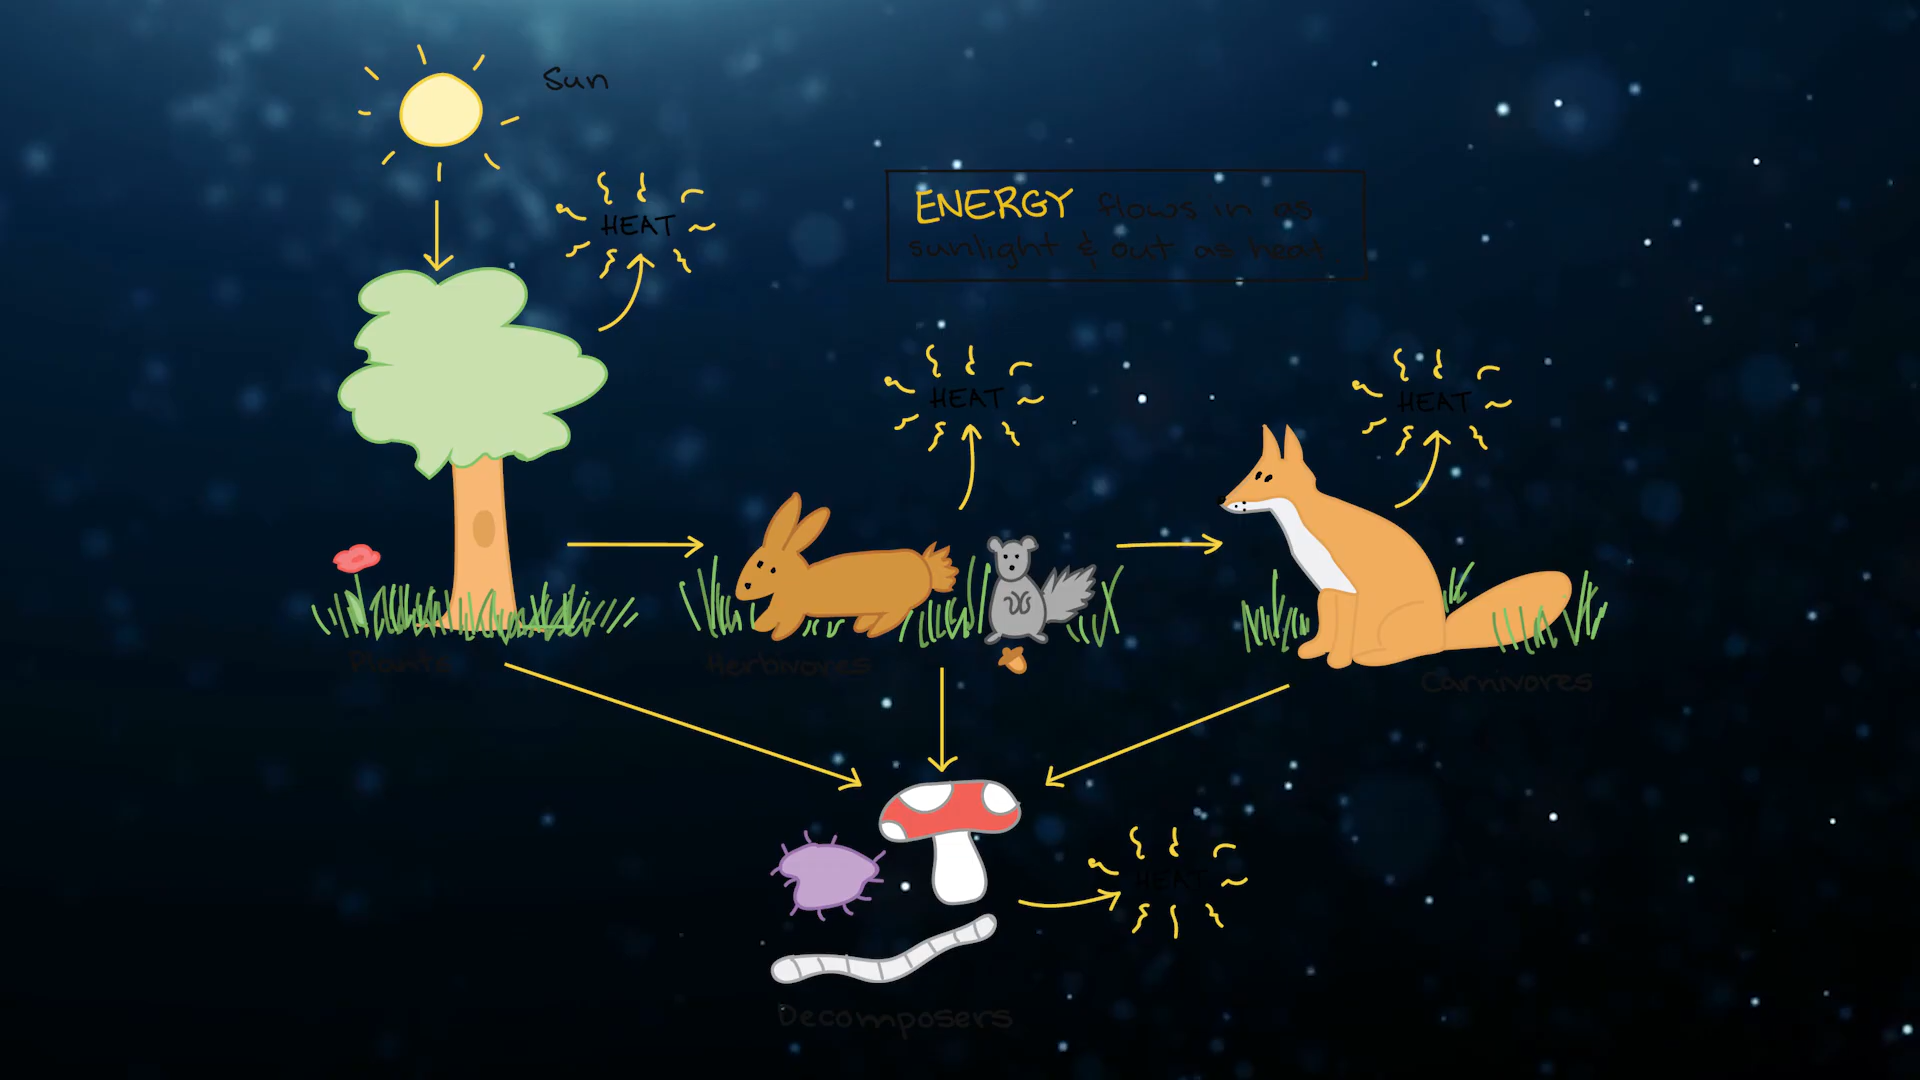 Sun
HEAT
ENERGY flows in as
sunlight & out as heat
HEAT
HEAT
Plants
Herbivores
Carnivores
HEAT
Decomposers